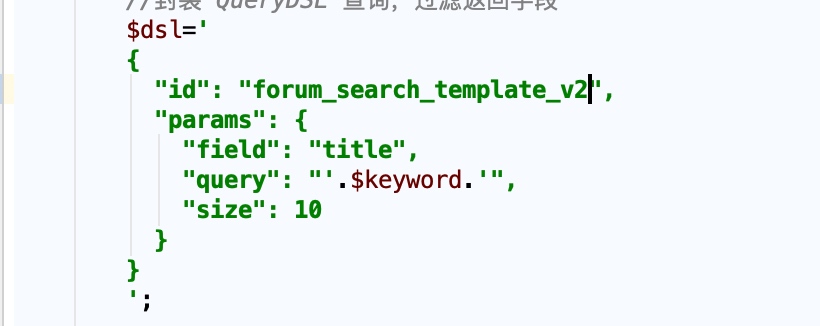 //封装 QueryDSL 查询, 过滤返回字段
$dsl='
{
"id": "forum_search_template_v2",
"params": {
"field": "title",
"query": "'.$keyword.'",
"size": 10
}
}
';